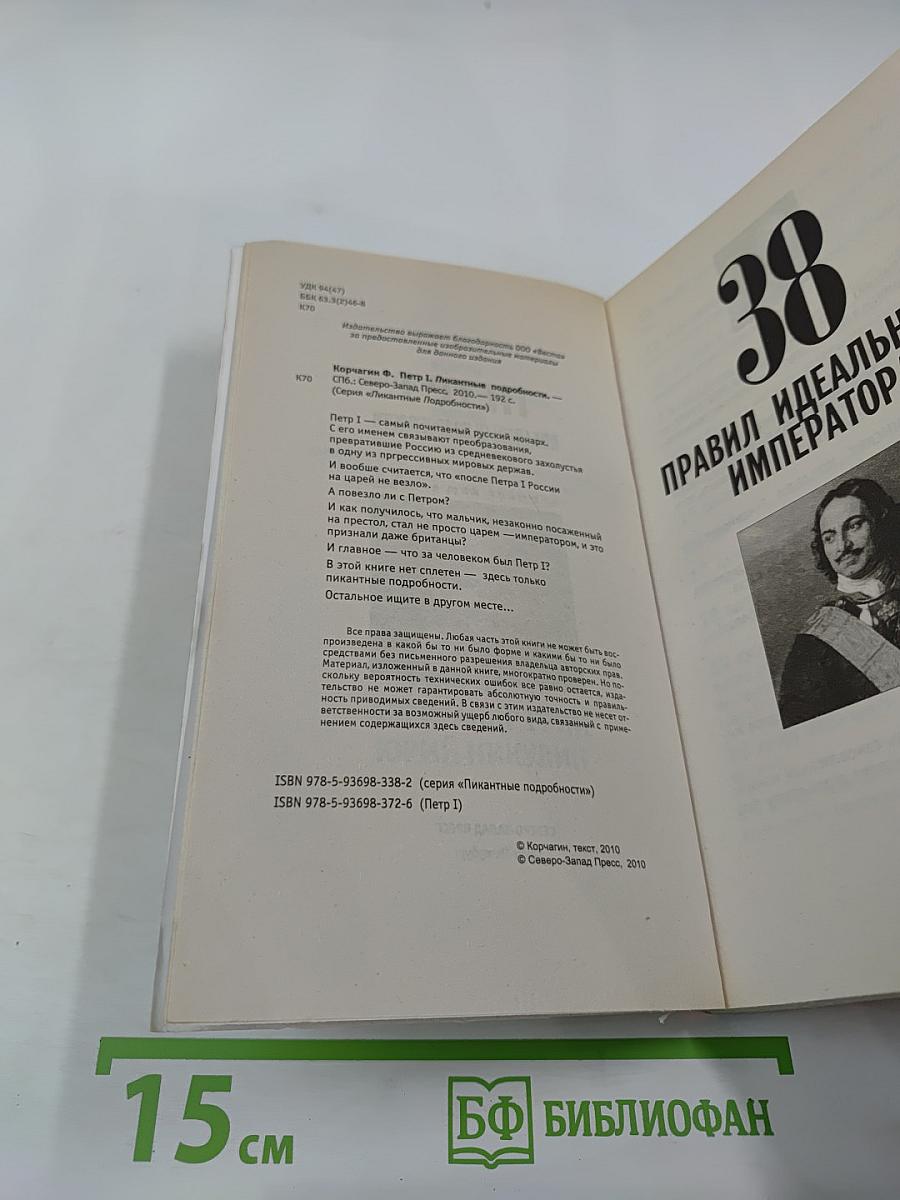 УДК 94(47)
ББК 63.3(2)46-8
К70
Издательство выражает благодарность ООО «Веста»
за предоставленные изобразительные материалы
для данного издания
Корчагин Ф. Петр I. Пикантные подробности. —
К70 СПб.: Северо-Запад Пресс, 2010.— 192 с.
(Серия «Пикантные Подробности»)
Петр I — самый почитаемый русский монарх.
С его именем связывают преобразования,
превратившие Россию из средневекового захолустья
в одну из пргрессивных мировых держав.
И вообще считается, что «после Петра I России
на царей не везло».
А повезло ли с Петром?
И как получилось, что мальчик, незаконно посаженный
на престол, стал не просто царем —императором, и это
признали даже британцы?
И главное — что за человеком был Петр I?
В этой книге нет сплетен — здесь только
пикантные подробности.
Остальное ищите в другом месте...
Все права защищены. Любая часть этой книги не может быть вос-
произведена в какой бы то ни было форме и какими бы то ни было
средствами без письменного разрешения владельца авторских прав.
Материал, изложенный в данной книге, многократно проверен. Но по-
скольку вероятность технических ошибок все равно остается, изда-
тельство не может гарантировать абсолютную точность и правиль-
ность приводимых сведений. В связи с этим издательство не несет от-
ветственности за возможный ущерб любого вида, связанный с приме-
нением содержащихся здесь сведений.
ISBN 978-5-93698-338-2 (серия «Пикантные подробности»)
ISBN 978-5-93698-372-6 (Петр I)
© Корчагин, текст, 2010
© Северо-Запад Пресс, 2010
38
ПРАВИЛ ИДЕАЛЬН
ИМПЕРАТОР
15 см
БФ БИБЛИОФАН